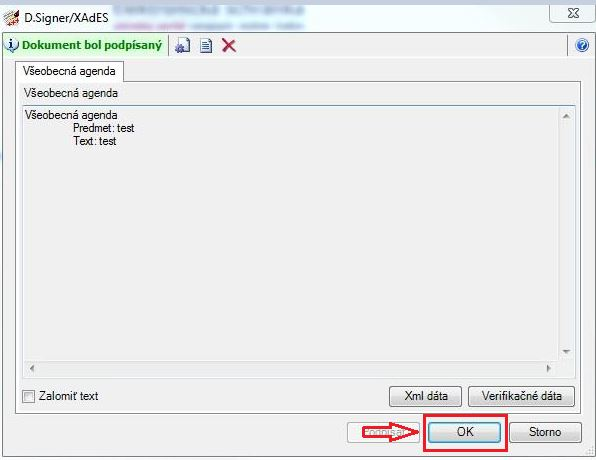 D.Signer/XAdES
Dokument bol podpísaný
Všeobecná agenda
Všeobecná agenda
Všeobecná agenda
Predmet: test
Text: test
Zalomiť text
Xml dáta
Verifikačné dáta
OK
Storno